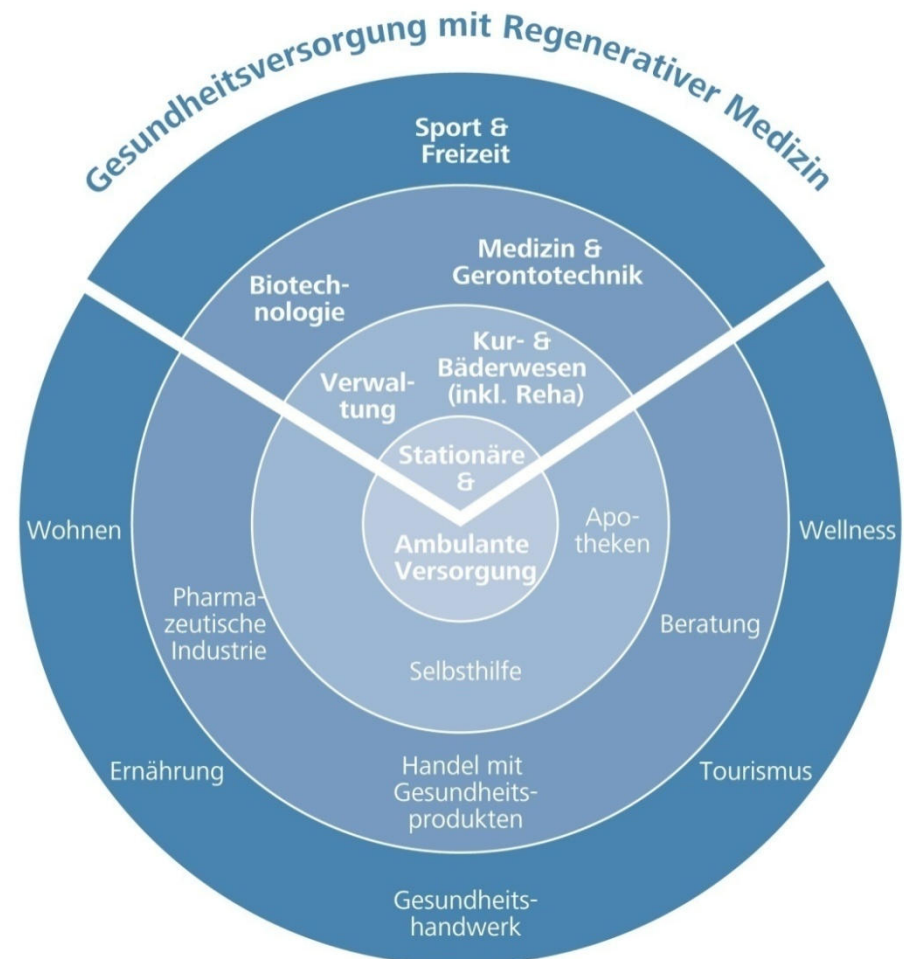 Gesundheitsversorgung mit Regenerativer Medizin
Sport &
Freizeit
Medizin &
Gerontotechnik
Biotech-
nologie
Kur- &
Bäderwesen
(inkl. Reha)
Verwal-
tung
Stationäre
&
Ambulante
Versorgung
Apo-
theken
Wohnen
Wellness
Pharma-
zeutische
Industrie
Beratung
Selbsthilfe
Ernährung
Handel mit
Gesundheits-
produkten
Tourismus
Gesundheits-
handwerk